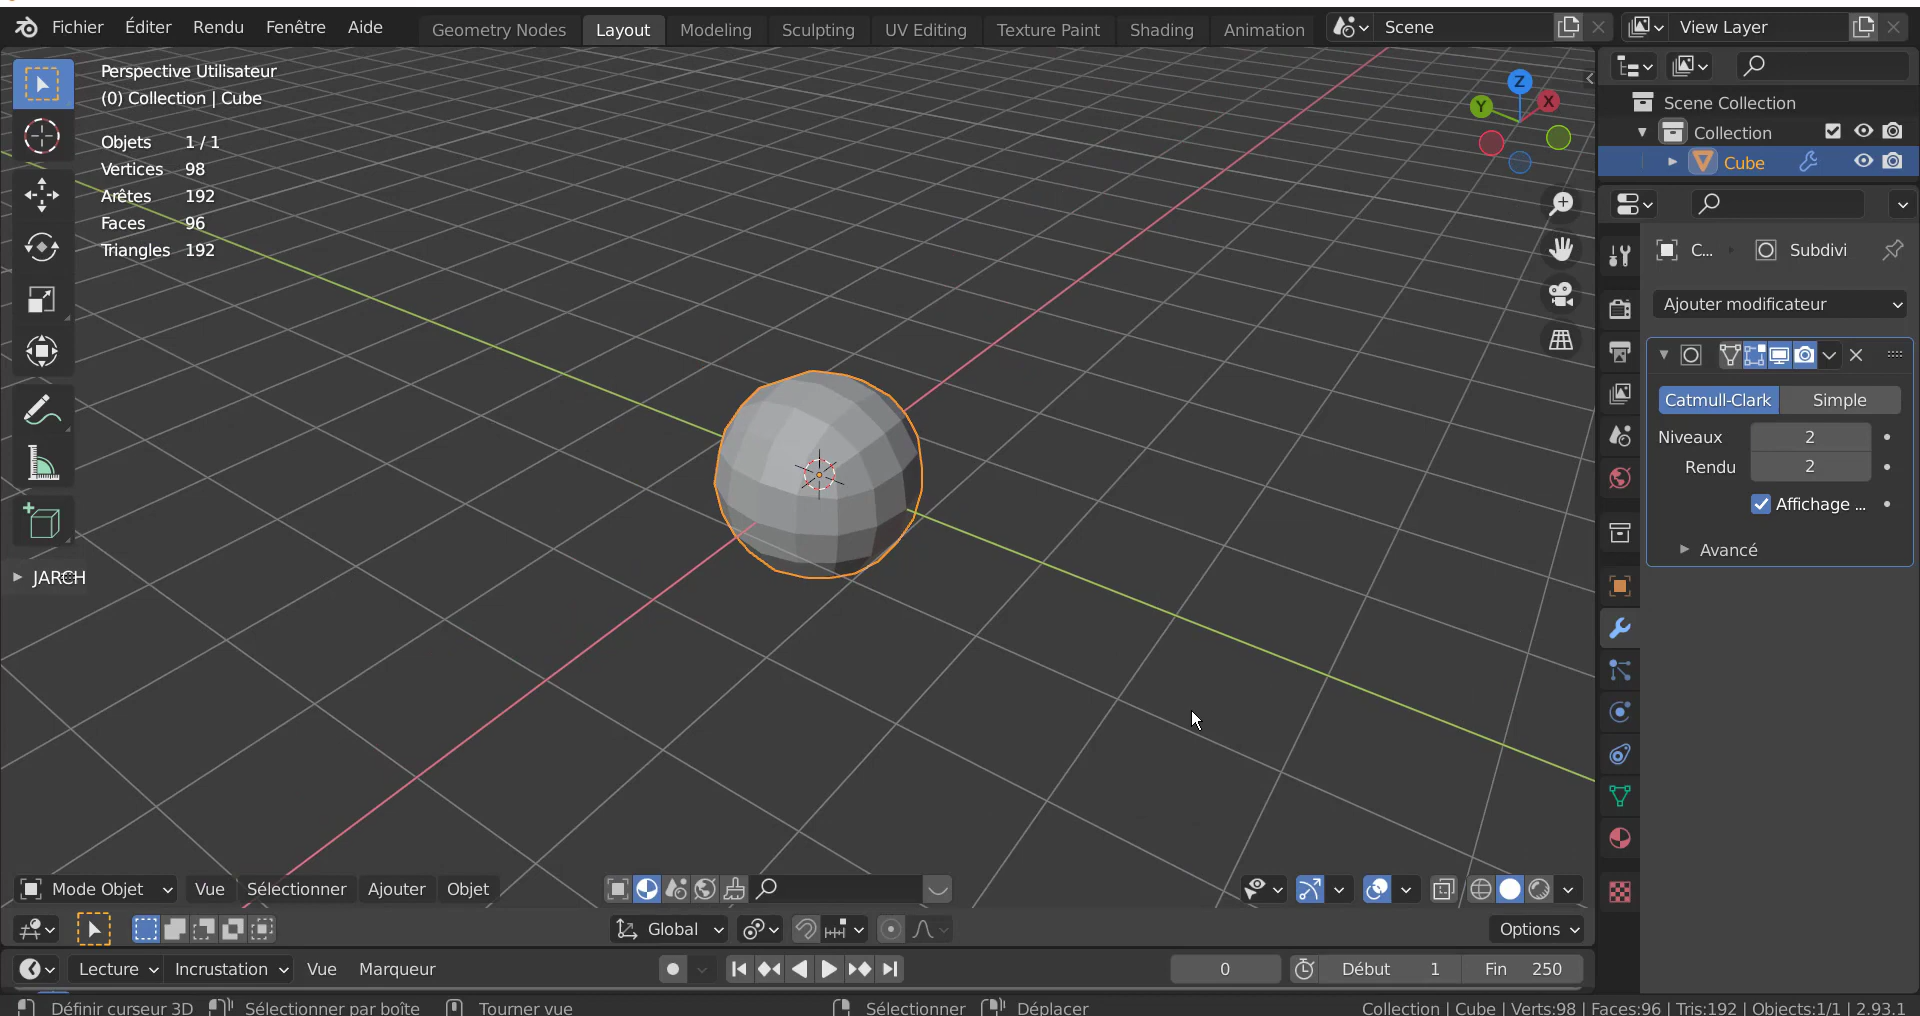 Fichier Éditer Rendu Fenêtre Aide Geometry Nodes Layout Modeling Sculpting UV Editing Texture Paint Shading Animation Scene View Layer
Perspective Utilisateur
(0) Collection | Cube
Objets 1 / 1
Vertices 98
Arêtes 192
Faces 96
Triangles 192
JARCH
Z
Y
X
Scene Collection
Collection
Cube
C... Subdivi
Ajouter modificateur
Catmull-Clark Simple
Niveaux 2
Rendu 2
Affichage ...
Avancé
Mode Objet Vue Sélectionner Ajouter Objet
Global Options
Lecture Incrustation Vue Marqueur 0 Début 1 Fin 250
Définir curseur 3D Sélectionner par boîte Tourner vue Sélectionner Déplacer Collection | Cube | Verts:98 | Faces:96 | Tris:192 | Objects:1/1 | 2.93.1